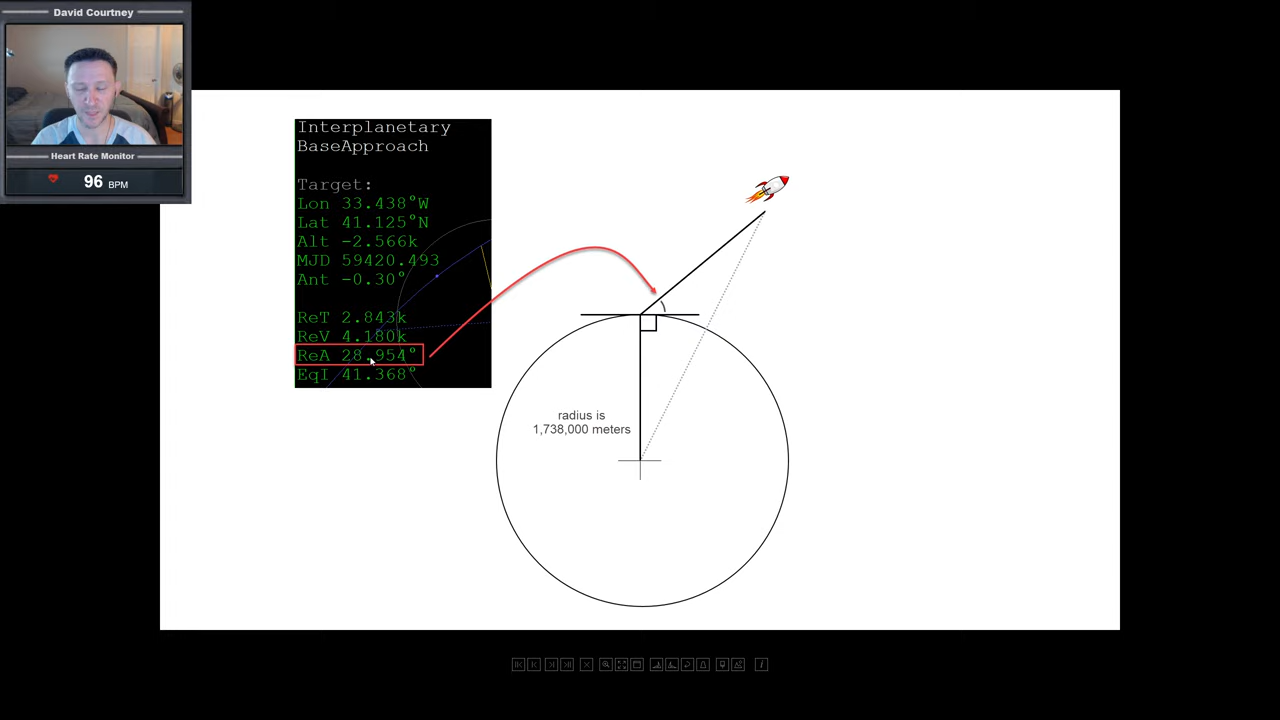 David Courtney
Heart Rate Monitor
96 BPM
Interplanetary
BaseApproach
Target:
Lon 33.438°W
Lat 41.125°N
Alt -2.566k
MJD 59420.493
Ant -0.30°
ReT 2.843k
ReV 4.180k
ReA 28.954°
EqI 41.368°
radius is
1,738,000 meters